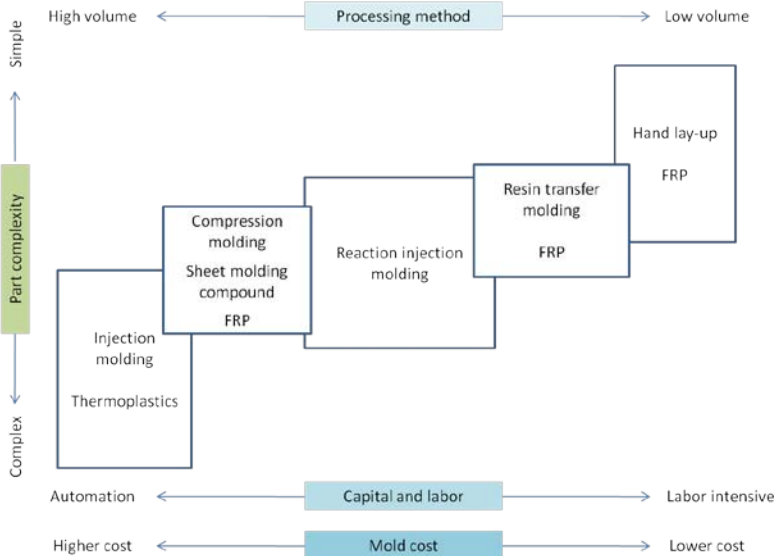 High volume
Processing method
Low volume
Simple
Part complexity
Complex
Hand lay-up
FRP
Resin transfer
molding
FRP
Compression
molding
Sheet molding
compound
FRP
Reaction injection
molding
Injection
molding
Thermoplastics
Automation
Capital and labor
Labor intensive
Higher cost
Mold cost
Lower cost